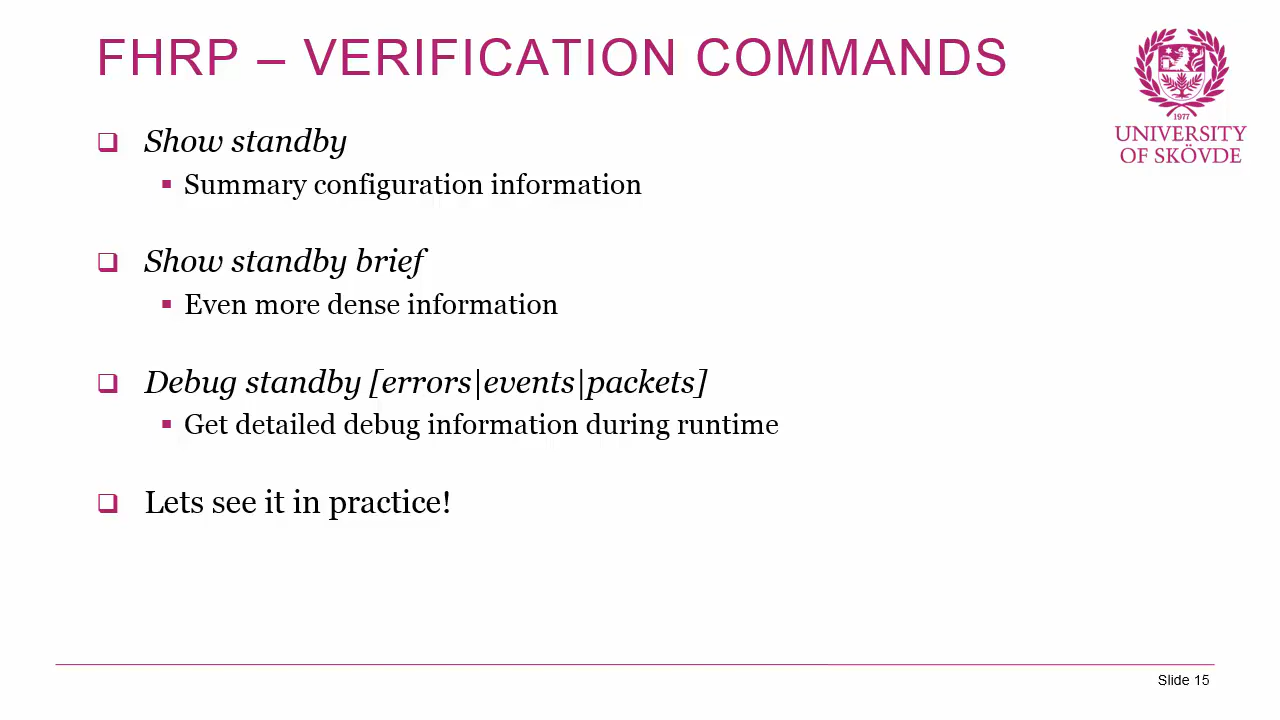 FHRP – VERIFICATION COMMANDS
1977
UNIVERSITY
OF SKÖVDE
Show standby
Summary configuration information
Show standby brief
Even more dense information
Debug standby [errors|events|packets]
Get detailed debug information during runtime
Lets see it in practice!
Slide 15